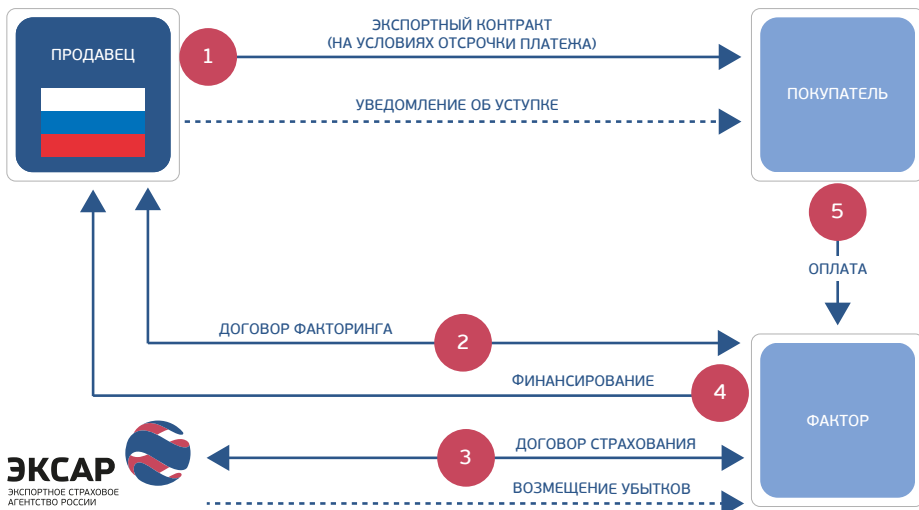 ПРОДАВЕЦ
1
ЭКСПОРТНЫЙ КОНТРАКТ
(НА УСЛОВИЯХ ОТСРОЧКИ ПЛАТЕЖА)
УВЕДОМЛЕНИЕ ОБ УСТУПКЕ
ПОКУПАТЕЛЬ
5
ОПЛАТА
ДОГОВОР ФАКТОРИНГА
2
ФИНАНСИРОВАНИЕ
4
ФАКТОР
3
ДОГОВОР СТРАХОВАНИЯ
ВОЗМЕЩЕНИЕ УБЫТКОВ
ЭКСАР
ЭКСПОРТНОЕ СТРАХОВОЕ
АГЕНТСТВО РОССИИ